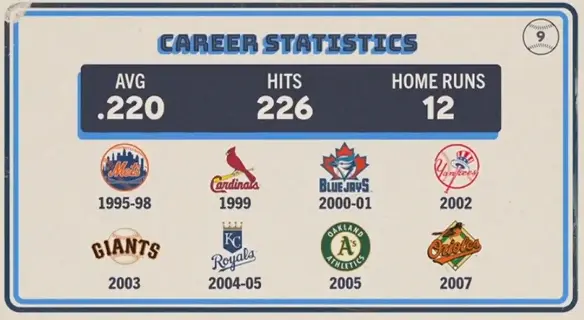 9
CAREER STATISTICS
AVG HITS HOME RUNS
.220 226 12
Mets Cardinals BLUE JAYS Yankees
1995-98 1999 2000-01 2002
GIANTS KC Royals OAKLAND A's ATHLETICS Orioles
2003 2004-05 2005 2007